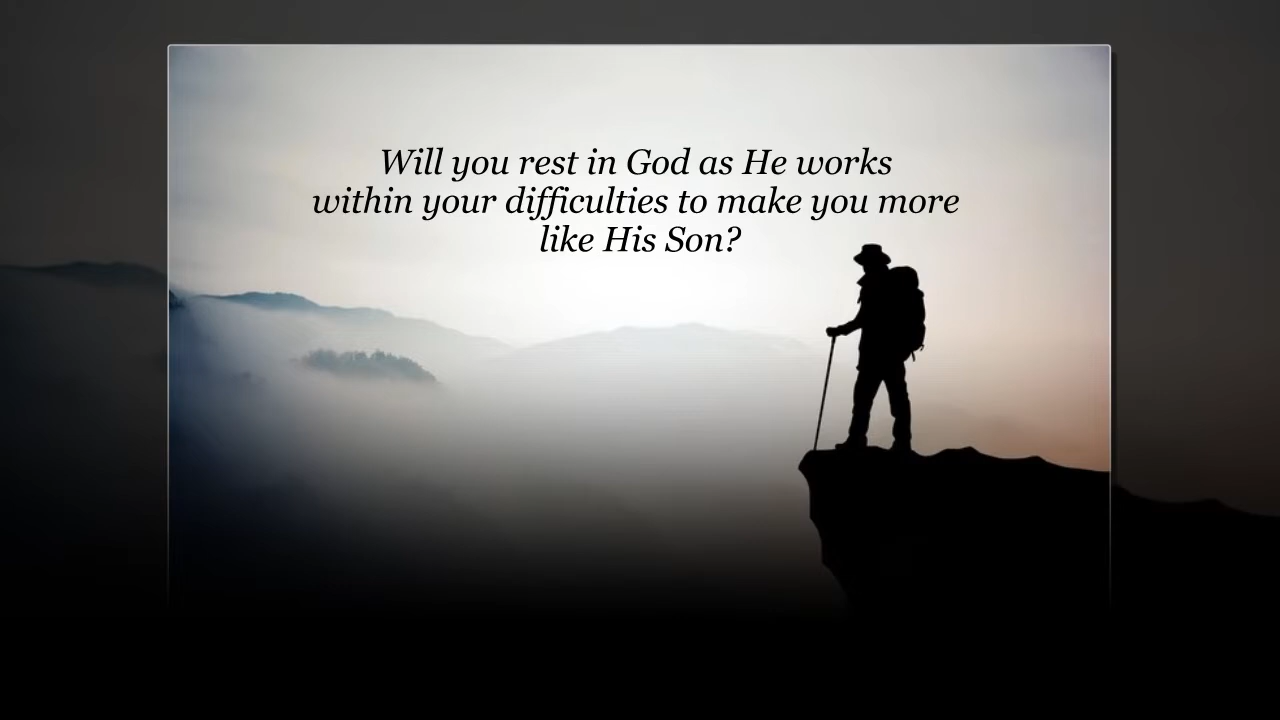 Will you rest in God as He works
within your difficulties to make you more
like His Son?